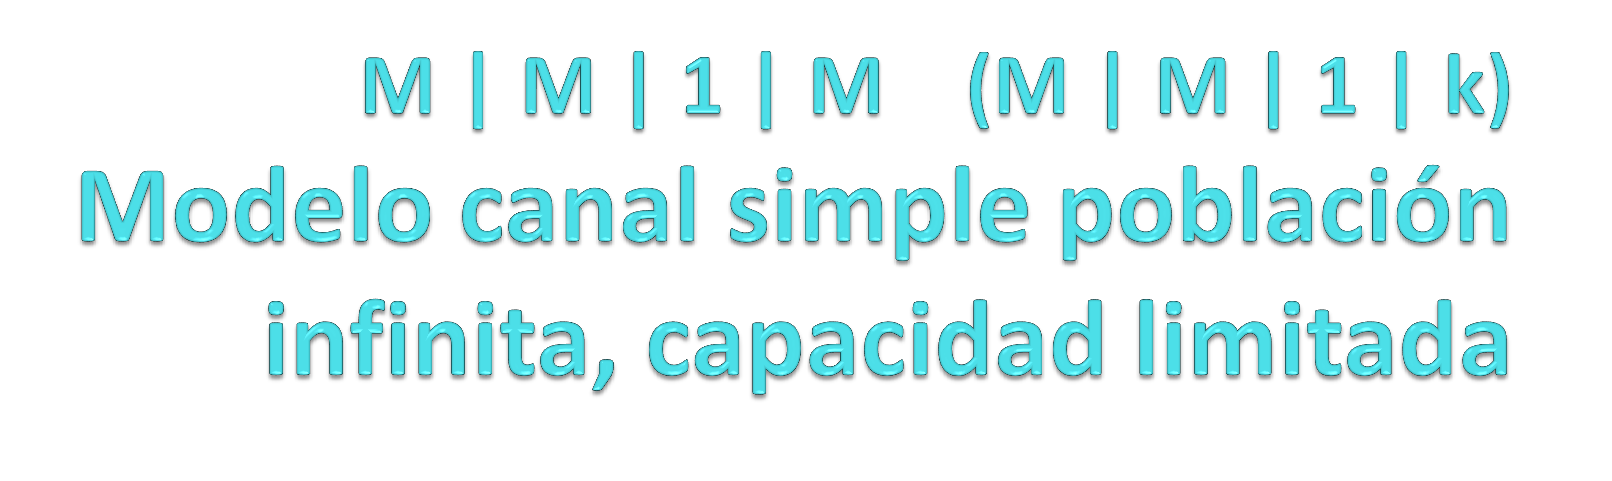 M | M | 1 | M (M | M | 1 | k)
Modelo canal simple población
infinita, capacidad limitada